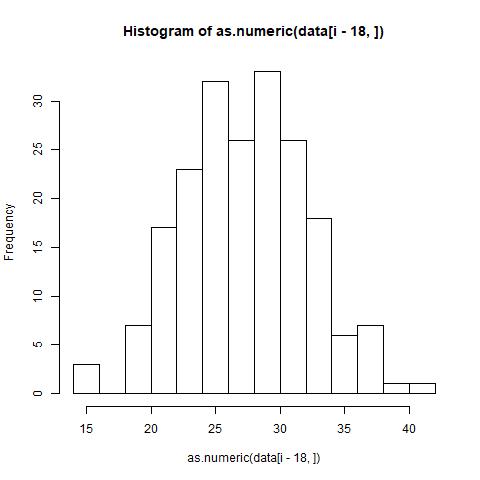 Histogram of as.numeric(data[i - 18, ])
Frequency
30
25
20
15
10
5
0
15 20 25 30 35 40
as.numeric(data[i - 18, ])